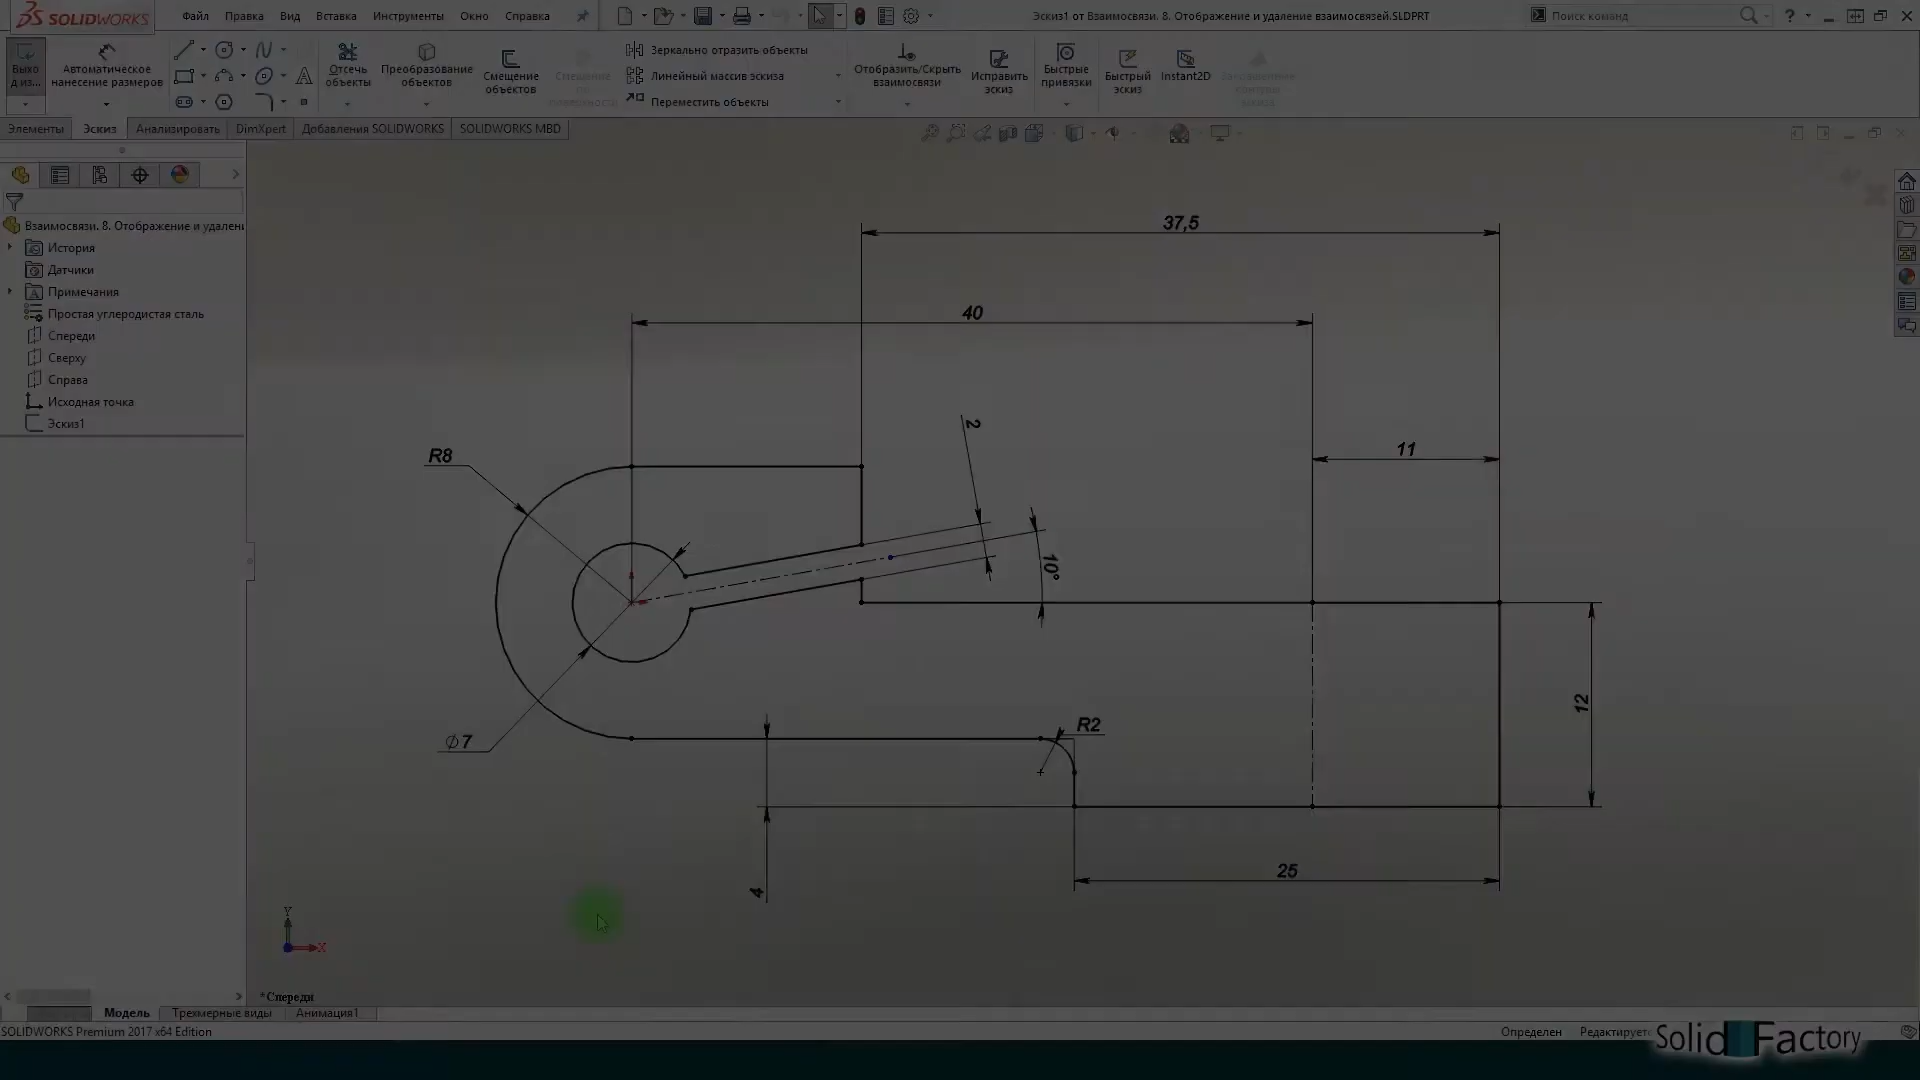 SOLIDWORKS
Файл Правка Вид Вставка Инструменты Окно Справка
Эскиз1 от Взаимосвязи. 8. Отображение и удаление взаимосвязей.SLDPRT
Поиск команд
Выхо
д из...
Автоматическое
нанесение размеров
Отсечь
объекты
Преобразование
объектов
Смещение
объектов
Зеркально отразить объекты
Линейный массив эскиза
Переместить объекты
Отобразить/Скрыть
взаимосвязи
Исправить
эскиз
Быстрые
привязки
Быстрый
эскиз
Instant2D
Элементы Эскиз Анализировать DimXpert Добавления SOLIDWORKS SOLIDWORKS MBD
Взаимосвязи. 8. Отображение и удален
История
Датчики
Примечания
Простая углеродистая сталь
Спереди
Сверху
Справа
Исходная точка
Эскиз1
37,5
40
2
11
R8
10°
12
R2
∅7
4
25
Y
X
*Спереди
Модель Трехмерные виды Анимация1
SOLIDWORKS Premium 2017 x64 Edition
Определен Редактирует
Solid Factory